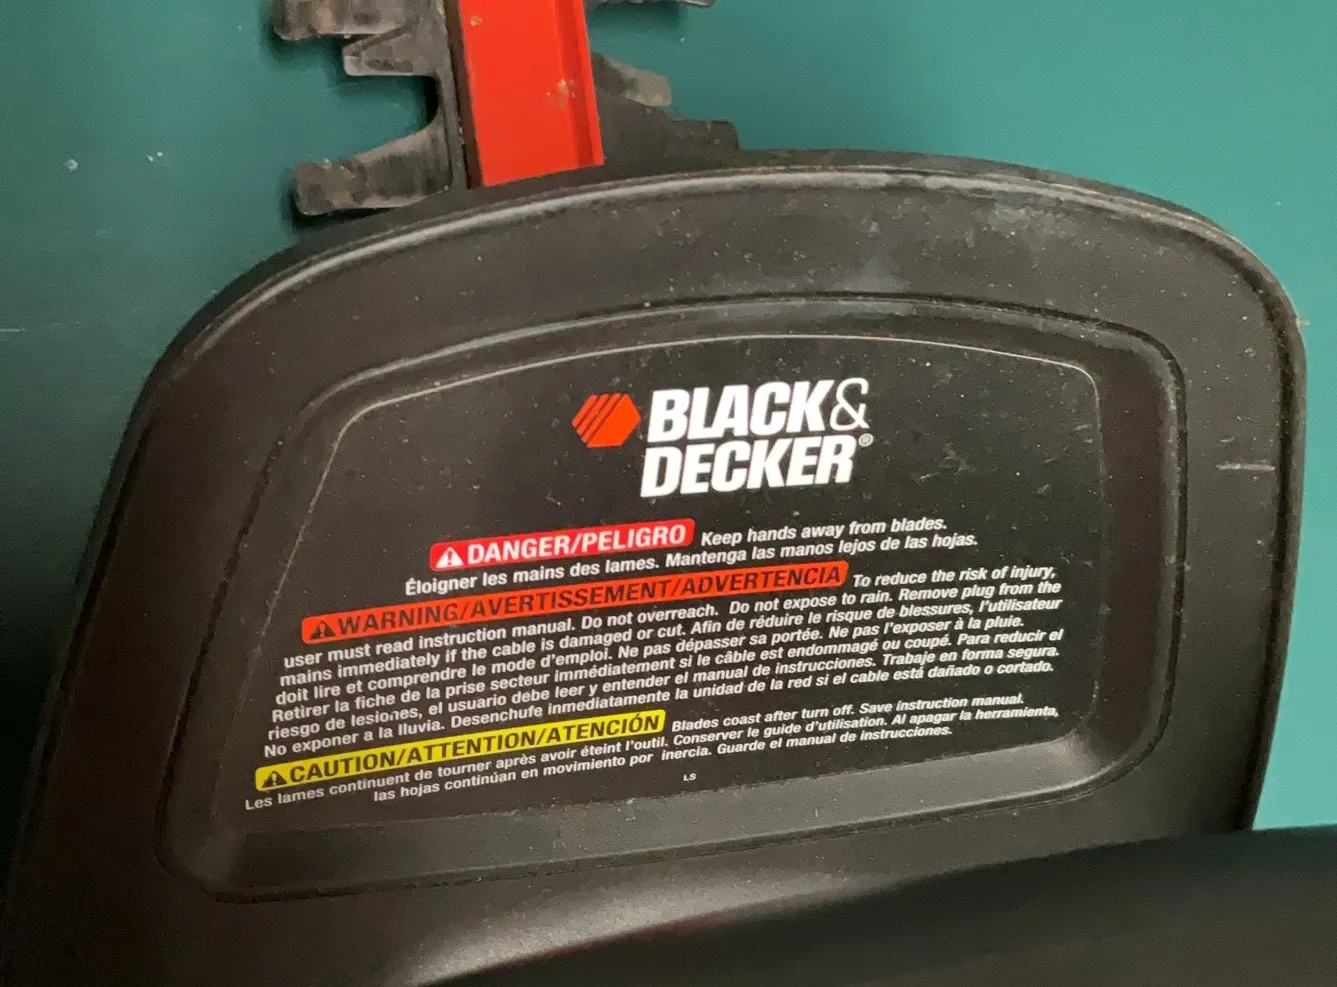 BLACK&
DECKER®
DANGER/PELIGRO Keep hands away from blades.
Éloigner les mains des lames. Mantenga las manos lejos de las hojas.
WARNING/AVERTISSEMENT/ADVERTENCIA To reduce the risk of injury,
user must read instruction manual. Do not overreach. Do not expose to rain. Remove plug from the
mains immediately if the cable is damaged or cut. Afin de réduire le risque de blessures, l'utilisateur
doit lire et comprendre le mode d'emploi. Ne pas dépasser sa portée. Ne pas l'exposer à la pluie.
Retirer la fiche de la prise secteur immédiatement si le câble est endommagé ou coupé. Para reducir el
riesgo de lesiones, el usuario debe leer y entender el manual de instrucciones. Trabaje en forma segura.
No exponer a la lluvia. Desenchufe inmediatamente la unidad de la red si el cable está dañado o cortado.
CAUTION/ATTENTION/ATENCIÓN Blades coast after turn off. Save instruction manual.
Les lames continuent de tourner après avoir éteint l'outil. Conserver le guide d'utilisation. Al apagar la herramienta,
las hojas continúan en movimiento por inercia. Guarde el manual de instrucciones.
LS